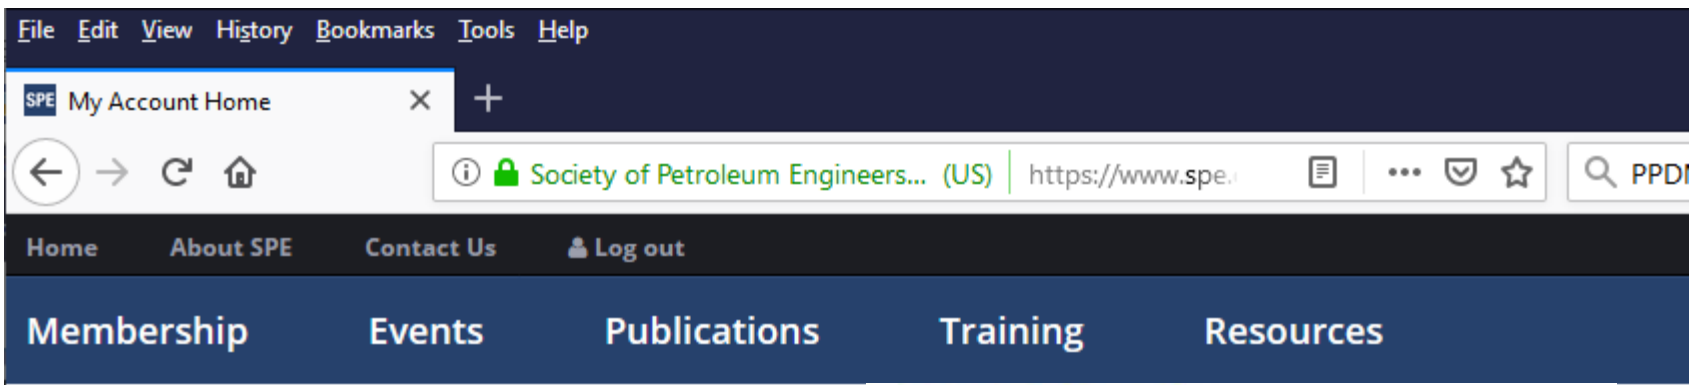 File Edit View History Bookmarks Tools Help
SPE My Account Home
Society of Petroleum Engineers... (US) https://www.spe.
Home About SPE Contact Us Log out
Membership Events Publications Training Resources